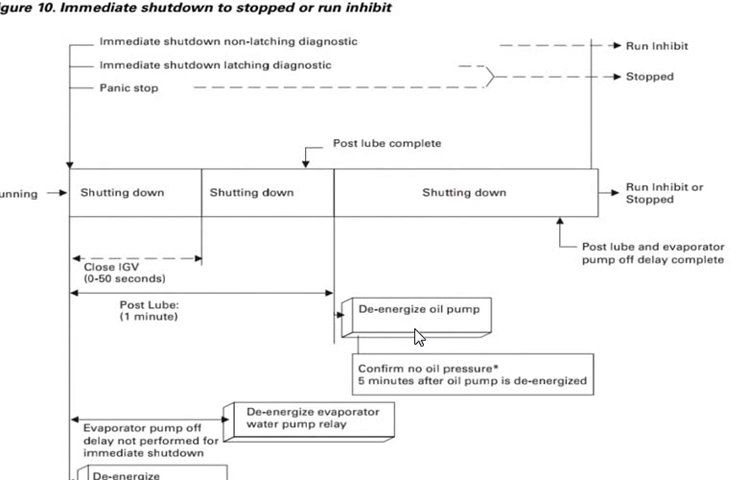 igure 10. Immediate shutdown to stopped or run inhibit
Immediate shutdown non-latching diagnostic
Run Inhibit
Immediate shutdown latching diagnostic
Stopped
Panic stop
Post lube complete
unning
Shutting down
Shutting down
Shutting down
Run Inhibit or
Stopped
Post lube and evaporator
pump off delay complete
Close IGV
(0-50 seconds)
Post Lube:
(1 minute)
De-energize oil pump
Confirm no oil pressure*
5 minutes after oil pump is de-energized
De-energize evaporator
water pump relay
Evaporator pump off
delay not performed for
immediate shutdown
De-energize